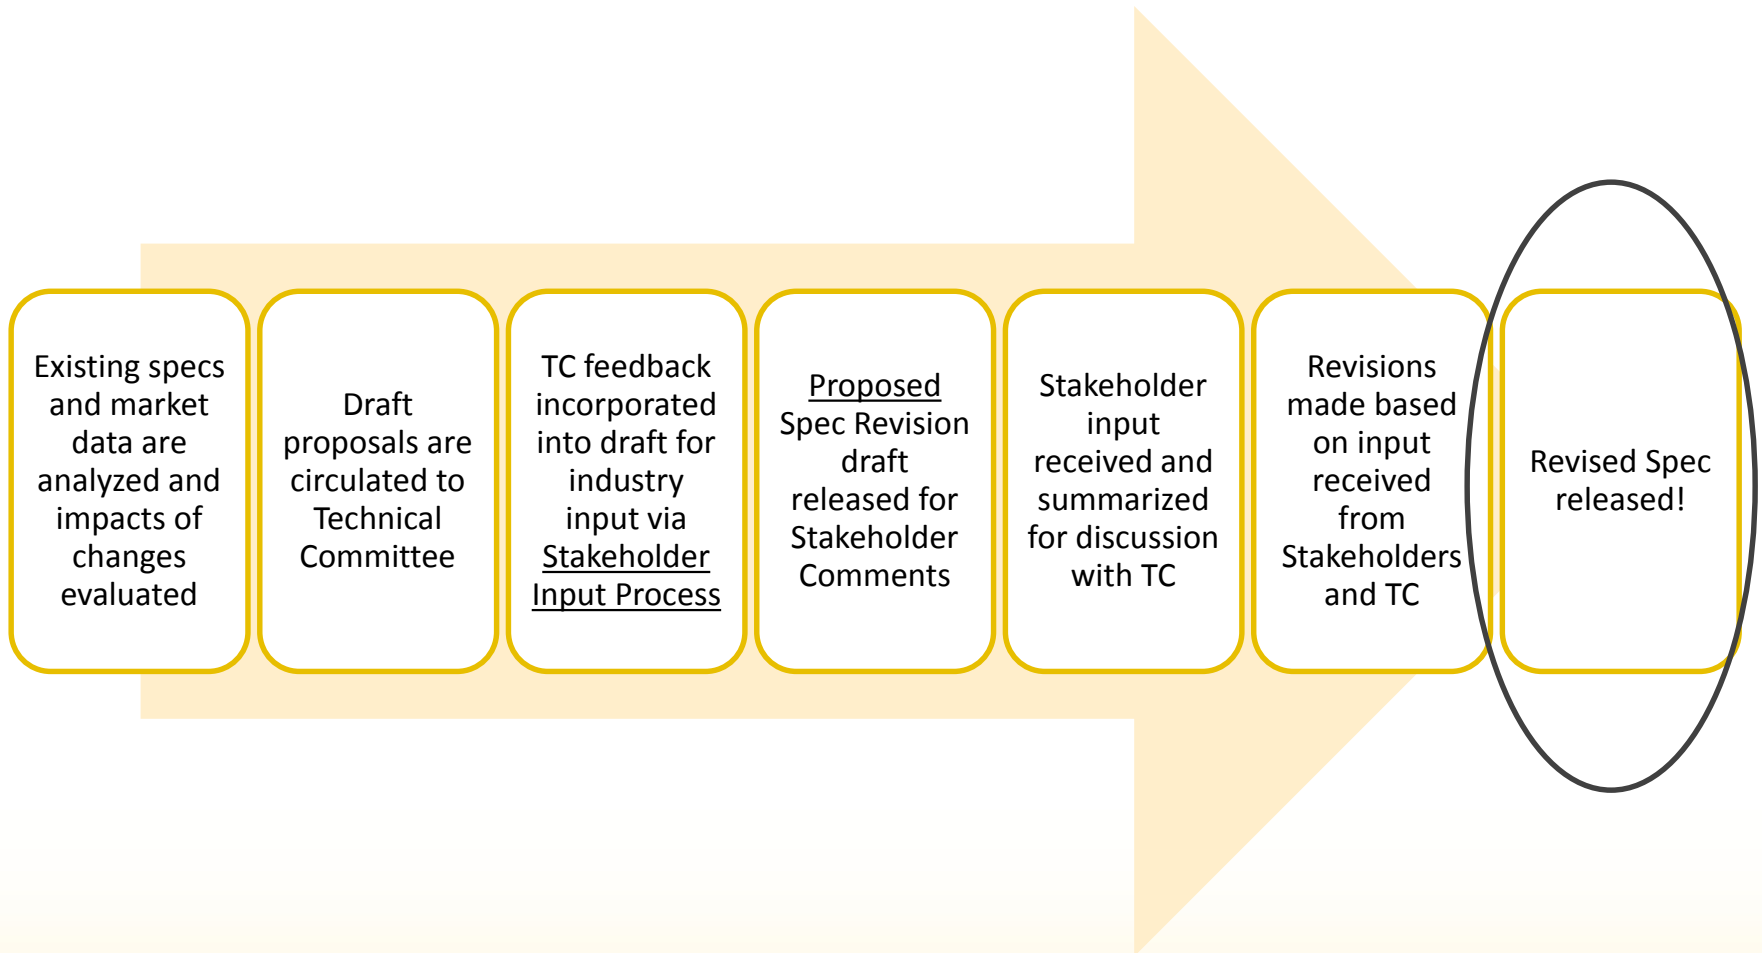 Existing specs
and market
data are
analyzed and
impacts of
changes
evaluated
Draft
proposals are
circulated to
Technical
Committee
TC feedback
incorporated
into draft for
industry
input via
Stakeholder
Input Process
Proposed
Spec Revision
draft
released for
Stakeholder
Comments
Stakeholder
input
received and
summarized
for discussion
with TC
Revisions
made based
on input
received
from
Stakeholders
and TC
Revised Spec
released!